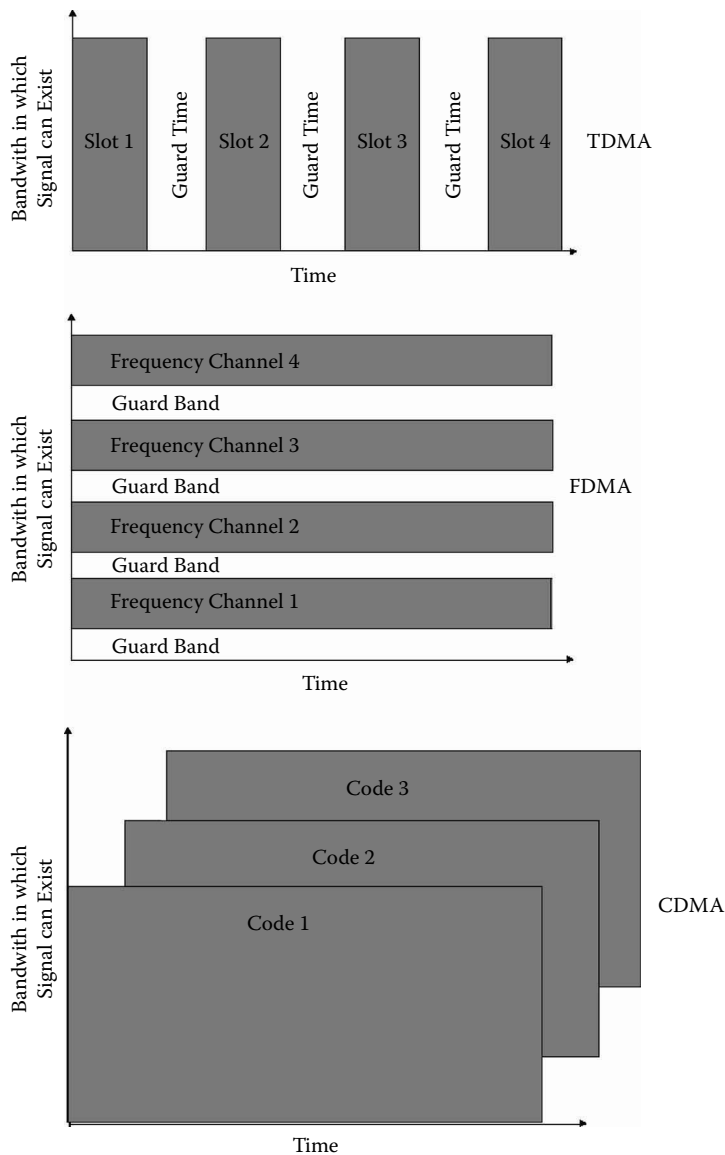 Bandwith in which
Signal can Exist
Slot 1
Guard Time
Slot 2
Guard Time
Slot 3
Guard Time
Slot 4
TDMA
Time
Bandwith in which
Signal can Exist
Frequency Channel 4
Guard Band
Frequency Channel 3
Guard Band
FDMA
Frequency Channel 2
Guard Band
Frequency Channel 1
Guard Band
Time
Bandwith in which
Signal can Exist
Code 3
Code 2
Code 1
CDMA
Time